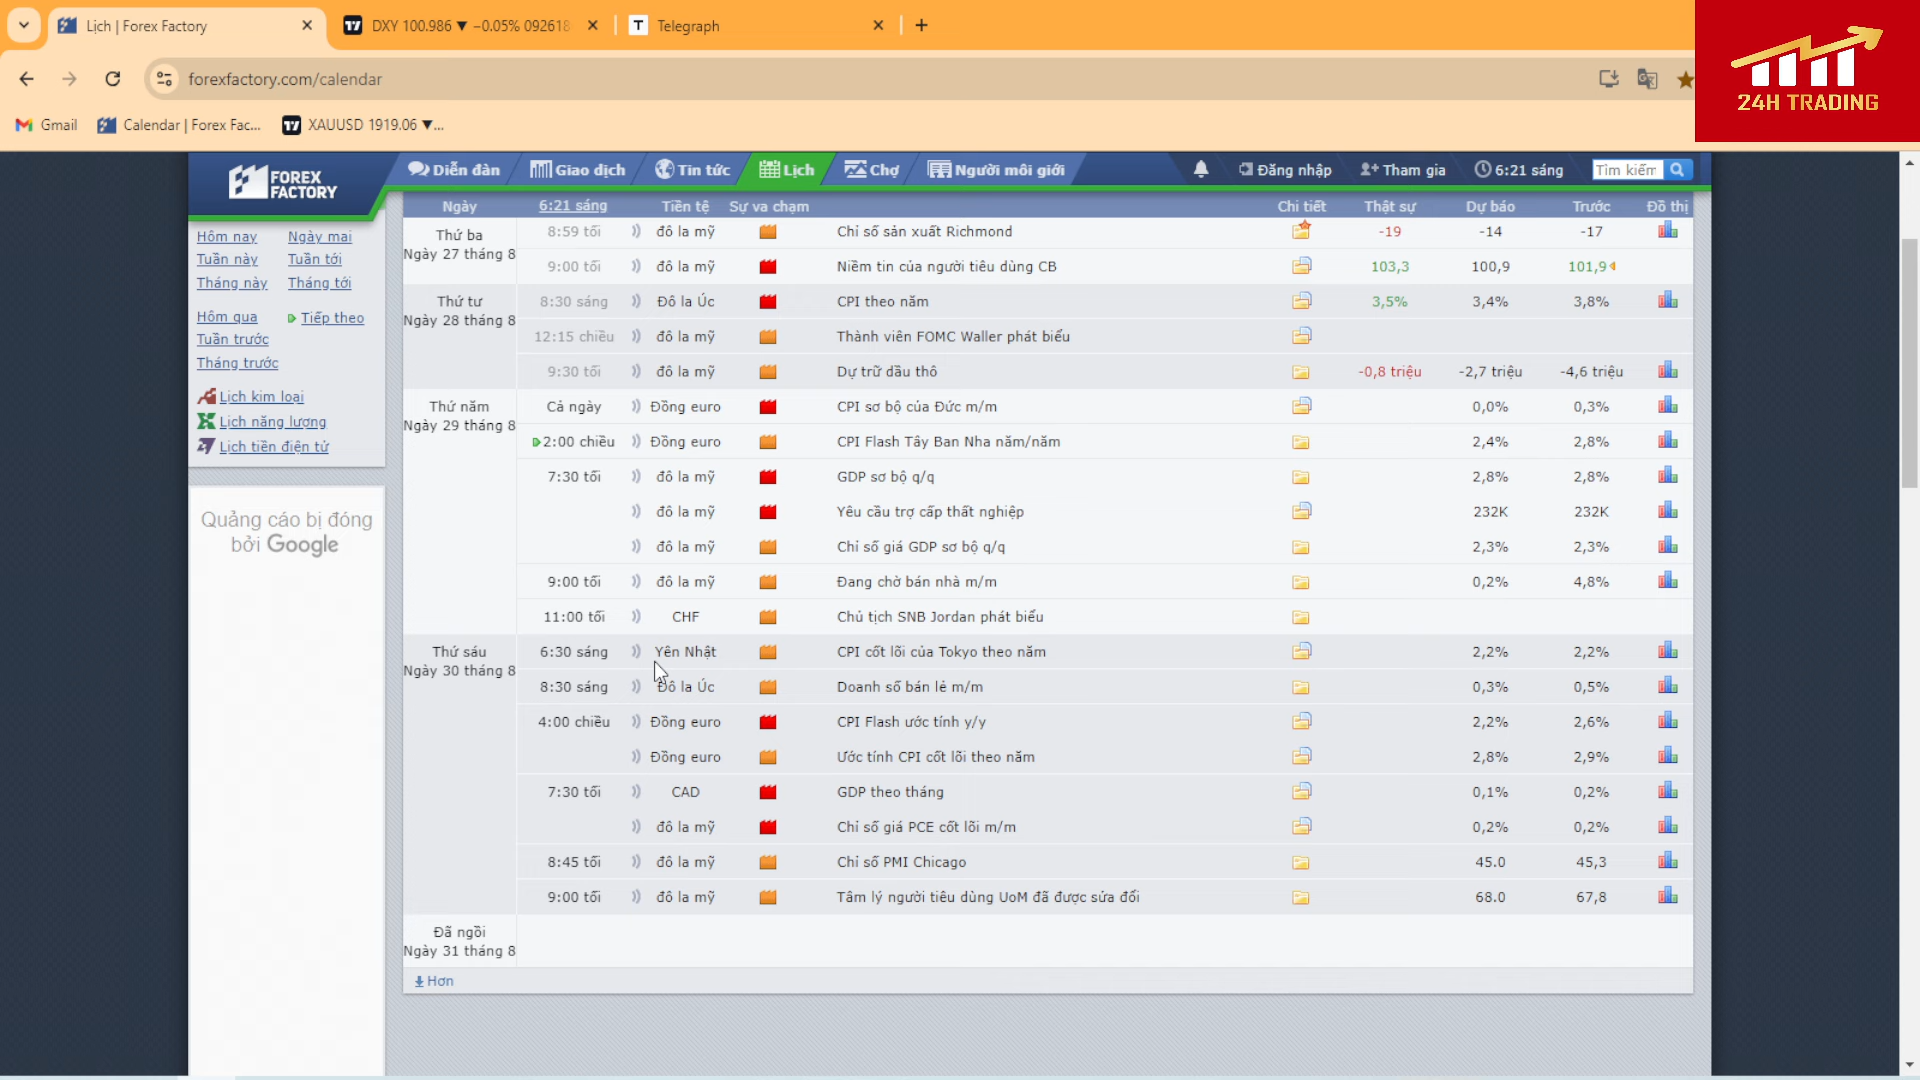 Lịch | Forex Factory
DXY 100.986 ▼ −0.05% 092618
T Telegraph
forexfactory.com/calendar
Gmail
Calendar | Forex Fac...
XAUUSD 1919.06 ▼...
24H TRADING
FOREX
FACTORY
Diễn đàn
Giao dịch
Tin tức
Lịch
Chợ
Người môi giới
Đăng nhập
Tham gia
6:21 sáng
Tìm kiếm
Hôm nay Ngày mai
Tuần này Tuần tới
Tháng này Tháng tới
Hôm qua Tiếp theo
Tuần trước
Tháng trước
Lịch kim loại
Lịch năng lượng
Lịch tiền điện tử
Quảng cáo bị đóng
bởi Google
Ngày 6:21 sáng Tiền tệ Sự va chạm Chi tiết Thật sự Dự báo Trước Đồ thị
Thứ ba
Ngày 27 tháng 8
8:59 tối đô la mỹ Chỉ số sản xuất Richmond -19 -14 -17
9:00 tối đô la mỹ Niềm tin của người tiêu dùng CB 103,3 100,9 101,9
Thứ tư
Ngày 28 tháng 8
8:30 sáng Đô la Úc CPI theo năm 3,5% 3,4% 3,8%
12:15 chiều đô la mỹ Thành viên FOMC Waller phát biểu
9:30 tối đô la mỹ Dự trữ dầu thô -0,8 triệu -2,7 triệu -4,6 triệu
Thứ năm
Ngày 29 tháng 8
Cả ngày Đồng euro CPI sơ bộ của Đức m/m 0,0% 0,3%
2:00 chiều Đồng euro CPI Flash Tây Ban Nha năm/năm 2,4% 2,8%
7:30 tối đô la mỹ GDP sơ bộ q/q 2,8% 2,8%
đô la mỹ Yêu cầu trợ cấp thất nghiệp 232K 232K
đô la mỹ Chỉ số giá GDP sơ bộ q/q 2,3% 2,3%
9:00 tối đô la mỹ Đang chờ bán nhà m/m 0,2% 4,8%
11:00 tối CHF Chủ tịch SNB Jordan phát biểu
Thứ sáu
Ngày 30 tháng 8
6:30 sáng Yên Nhật CPI cốt lõi của Tokyo theo năm 2,2% 2,2%
8:30 sáng Đô la Úc Doanh số bán lẻ m/m 0,3% 0,5%
4:00 chiều Đồng euro CPI Flash ước tính y/y 2,2% 2,6%
Đồng euro Ước tính CPI cốt lõi theo năm 2,8% 2,9%
7:30 tối CAD GDP theo tháng 0,1% 0,2%
đô la mỹ Chỉ số giá PCE cốt lõi m/m 0,2% 0,2%
8:45 tối đô la mỹ Chỉ số PMI Chicago 45.0 45,3
9:00 tối đô la mỹ Tâm lý người tiêu dùng UoM đã được sửa đổi 68.0 67,8
Đã ngồi
Ngày 31 tháng 8
Hơn